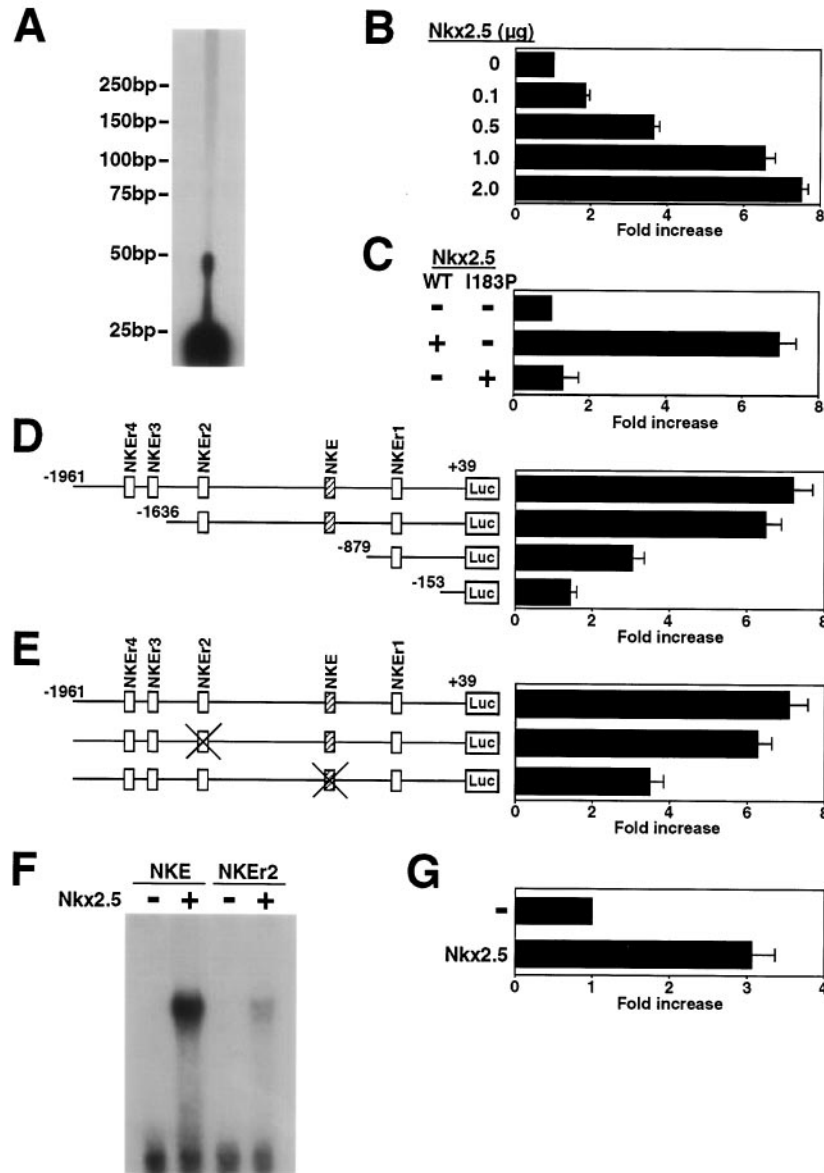 A
250bp
150bp
100bp
75bp
50bp
25bp
B
Nkx2.5 (µg)
0
0.1
0.5
1.0
2.0
0 2 4 6 8
Fold increase
C
Nkx2.5
WT I183P
- -
+ -
- +
0 2 4 6 8
Fold increase
D
NKEr4 NKEr3 NKEr2 NKE NKEr1
-1961 +39 Luc
-1636 Luc
-879 Luc
-153 Luc
0 2 4 6 8
Fold increase
E
NKEr4 NKEr3 NKEr2 NKE NKEr1
-1961 +39 Luc
Luc
Luc
0 2 4 6 8
Fold increase
F
NKE NKEr2
Nkx2.5 - + - +
G
-
Nkx2.5
0 1 2 3 4
Fold increase